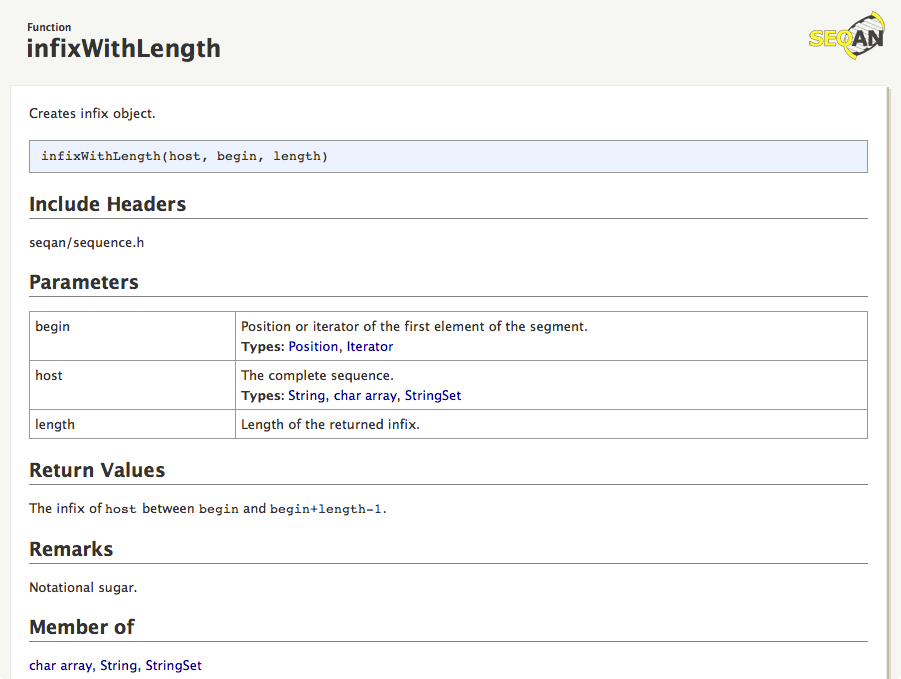 Function
infixWithLength
SEQAN
Creates infix object.
infixWithLength(host, begin, length)
Include Headers
seqan/sequence.h
Parameters
begin
Position or iterator of the first element of the segment.
Types: Position, Iterator
host
The complete sequence.
Types: String, char array, StringSet
length
Length of the returned infix.
Return Values
The infix of host between begin and begin+length-1.
Remarks
Notational sugar.
Member of
char array, String, StringSet